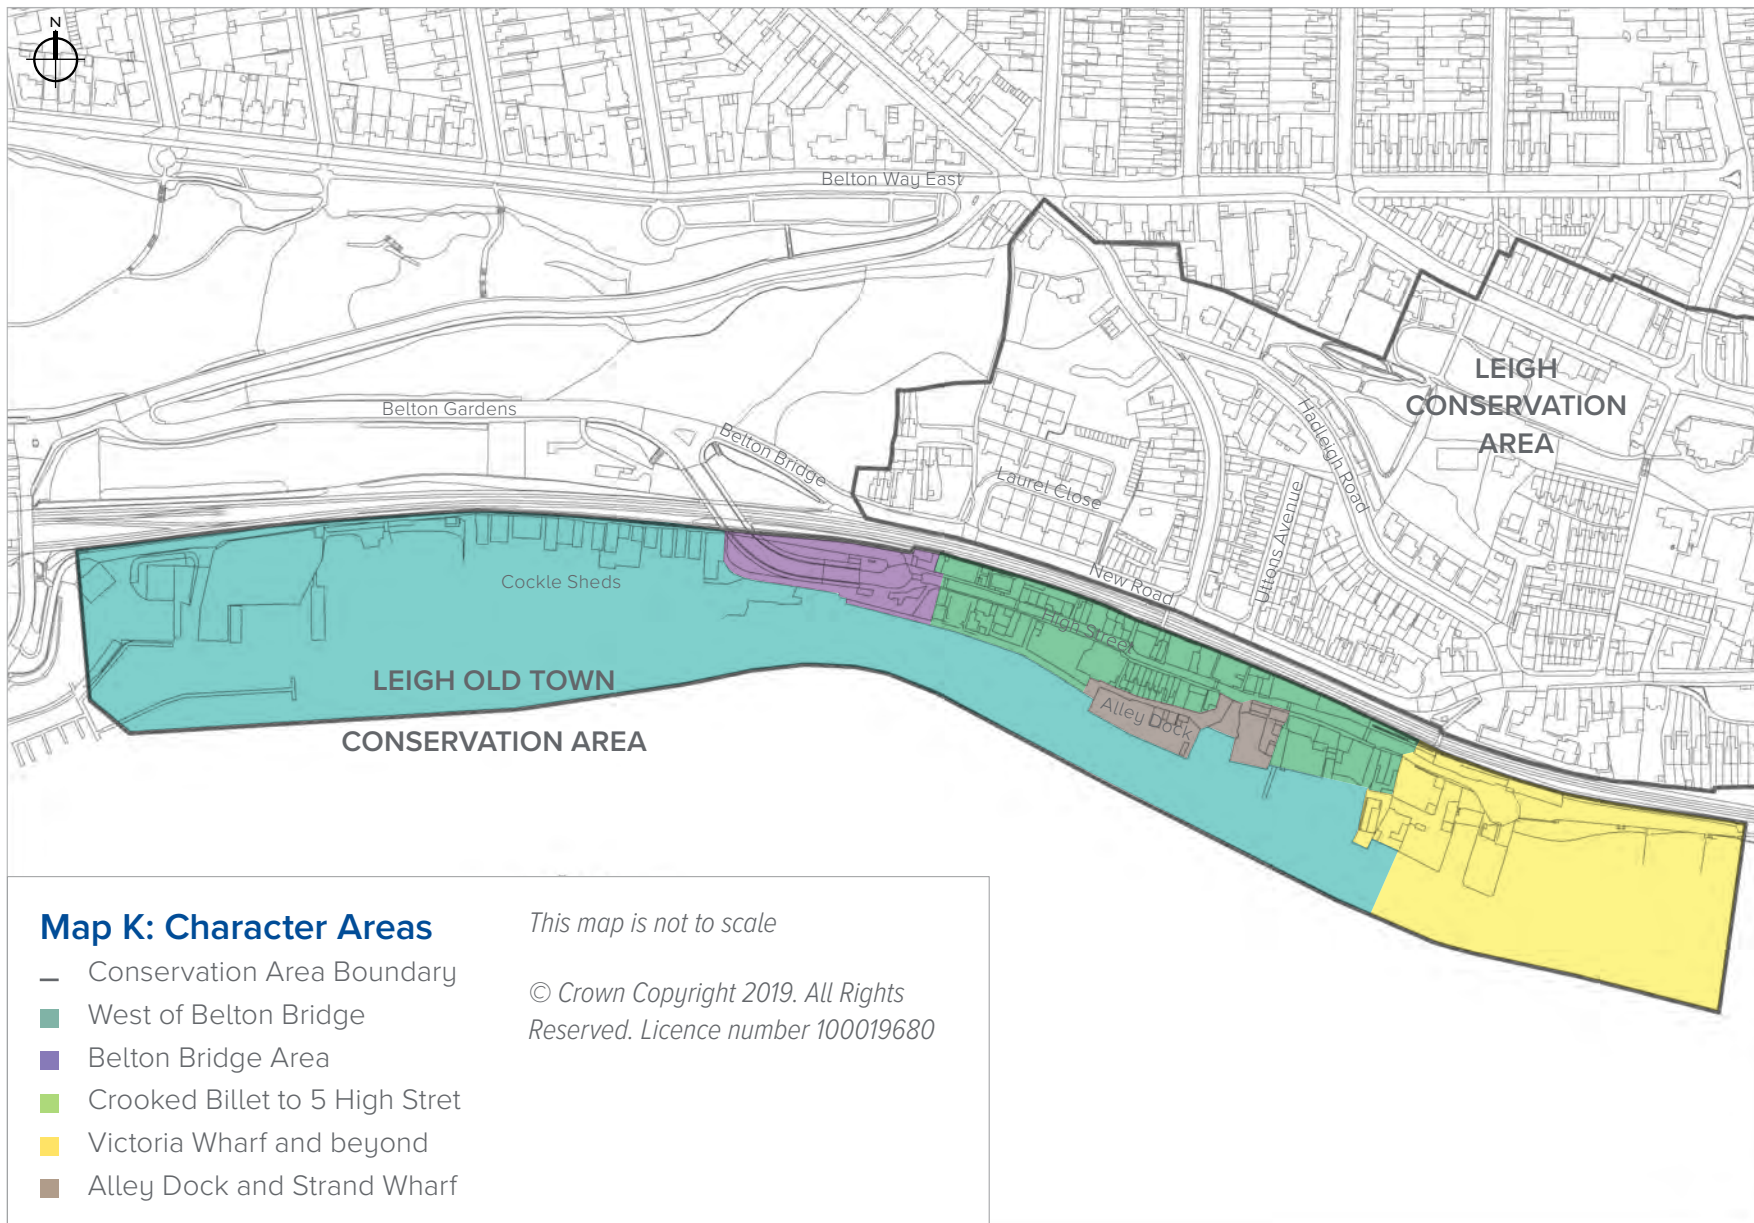 N
Belton Way East
LEIGH
CONSERVATION
AREA
Belton Gardens
Belton Bridge
Hadleigh Road
Laurel Close
Uttons Avenue
New Road
Cockle Sheds
High Street
LEIGH OLD TOWN
CONSERVATION AREA
Alley Dock
Map K: Character Areas
Conservation Area Boundary
West of Belton Bridge
Belton Bridge Area
Crooked Billet to 5 High Stret
Victoria Wharf and beyond
Alley Dock and Strand Wharf
This map is not to scale
© Crown Copyright 2019. All Rights
Reserved. Licence number 100019680